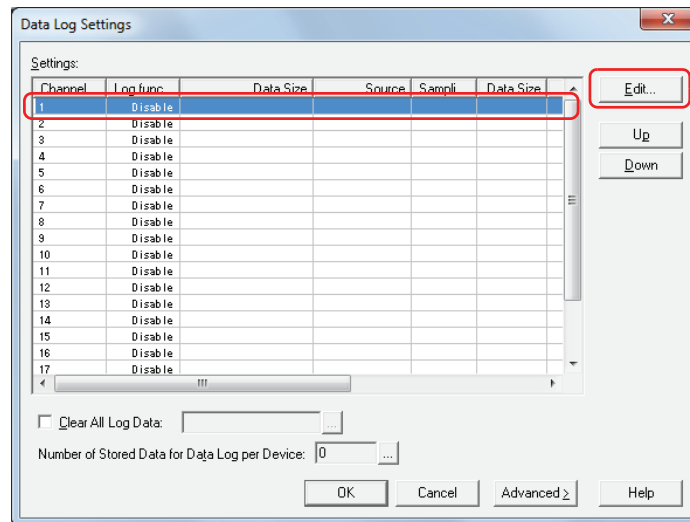 Data Log Settings
Settings:
Channel Log func... Data Size Source Sampli... Data Size
Edit...
1 Disable
2 Disable
Up
3 Disable
4 Disable
Down
5 Disable
6 Disable
7 Disable
8 Disable
9 Disable
10 Disable
11 Disable
12 Disable
13 Disable
14 Disable
15 Disable
16 Disable
17 Disable
Clear All Log Data: ...
Number of Stored Data for Data Log per Device: 0 ...
OK Cancel Advanced > Help